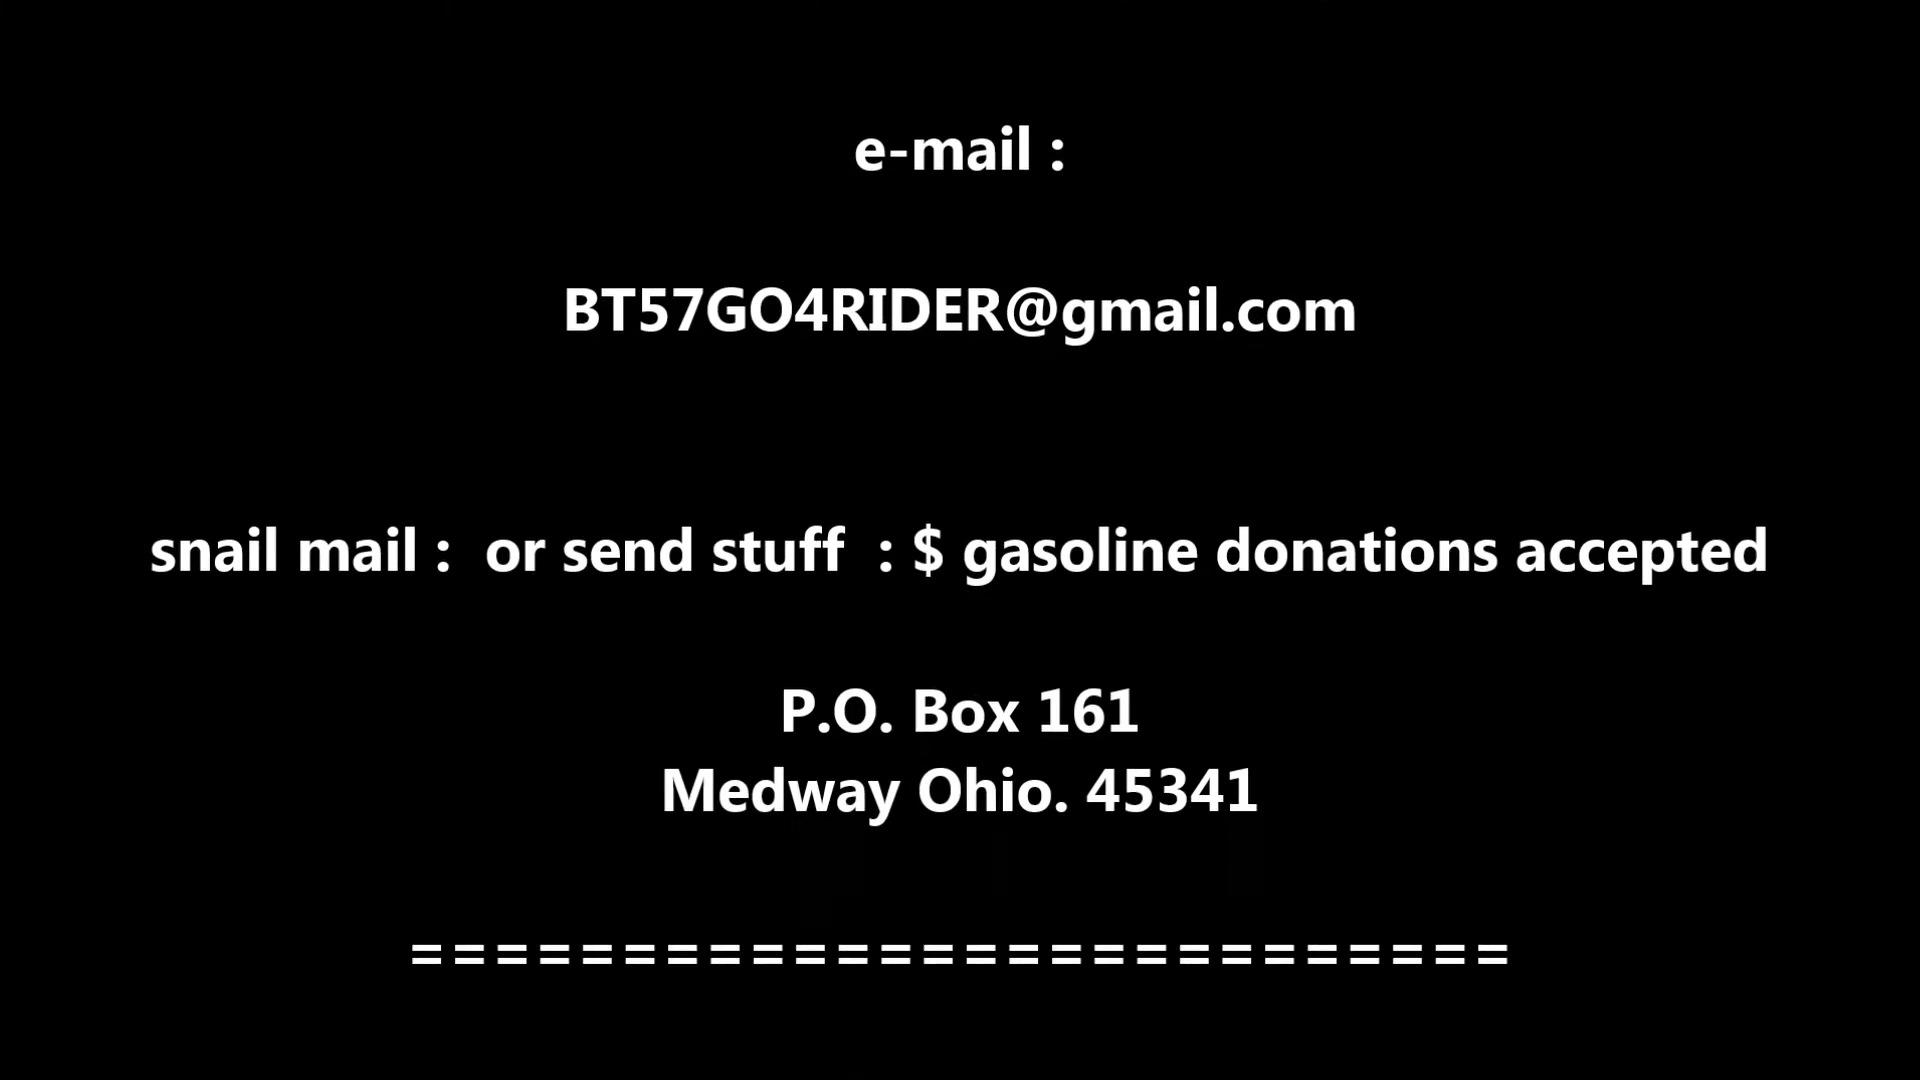 e-mail :
BT57GO4RIDER@gmail.com
snail mail :  or send stuff  : $ gasoline donations accepted
P.O. Box 161
Medway Ohio. 45341
==========================